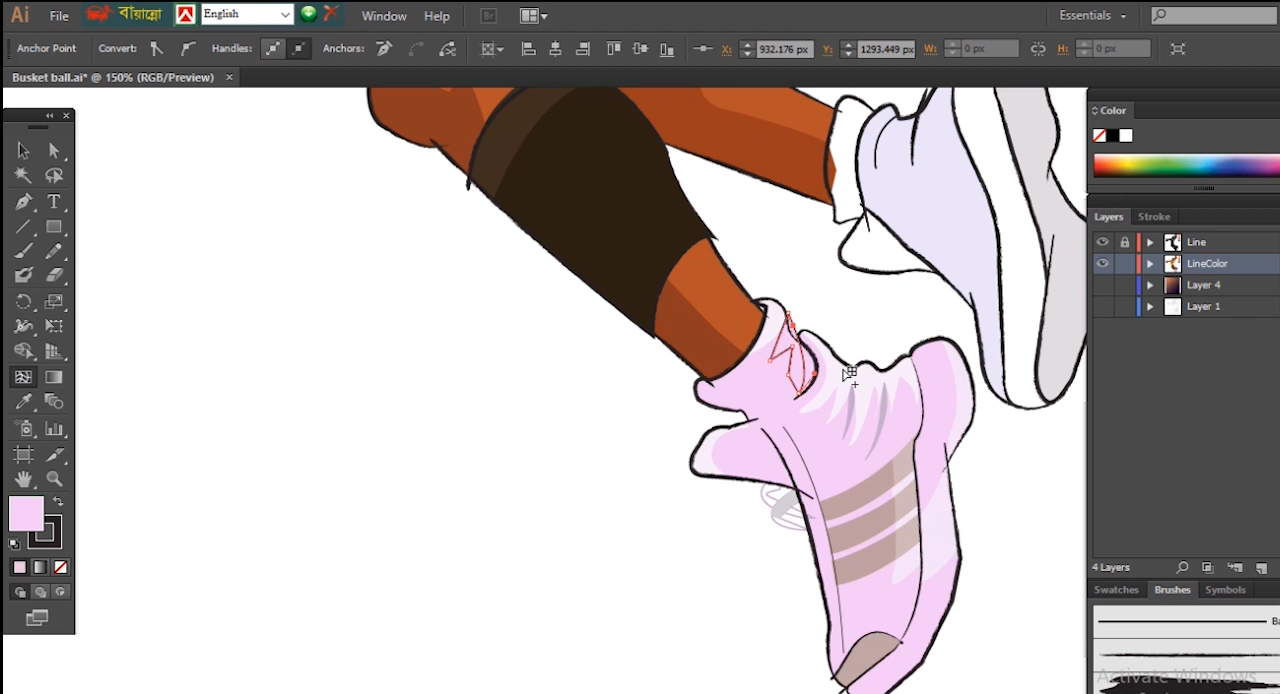 Ai File বায়ান্নো English Window Help Br Essentials
Anchor Point Convert: Handles: Anchors: X: 932.176 px Y: 1293.449 px W: 0 px H: 0 px
Busket ball.ai* @ 150% (RGB/Preview) ×
Color
Layers Stroke
Line
LineColor
Layer 4
Layer 1
4 Layers
Swatches Brushes Symbols
Ba
Activate Windows